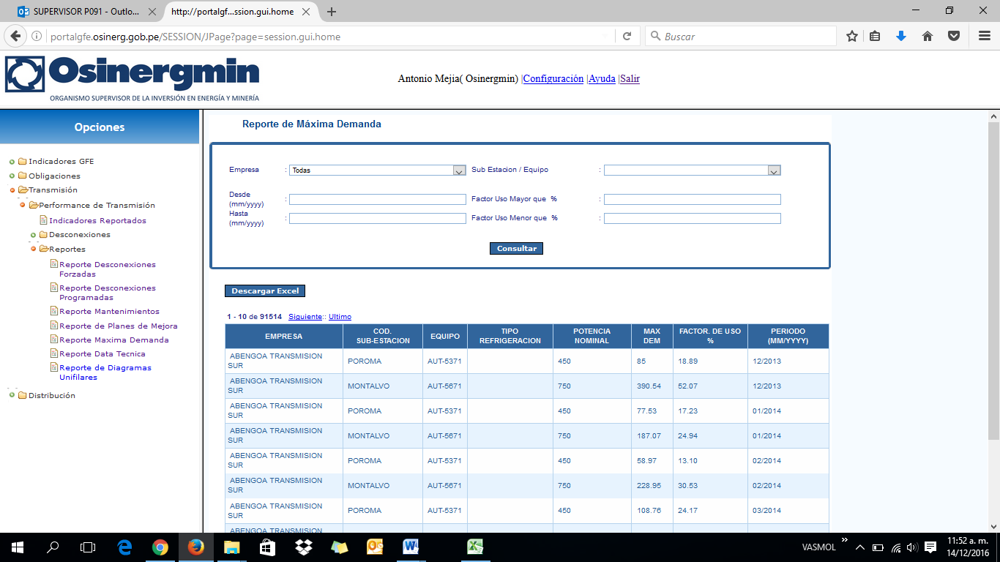 SUPERVISOR P091 - Outlo...
http://portalgf...ssion.gui.home
portalgfe.osinerg.gob.pe/SESSION/JPage?page=session.gui.home
Buscar
Osinergmin
ORGANISMO SUPERVISOR DE LA INVERSIÓN EN ENERGÍA Y MINERÍA
Antonio Mejia( Osinergmin) |Configuración |Ayuda |Salir
Opciones
Indicadores GFE
Obligaciones
Transmisión
Performance de Transmisión
Indicadores Reportados
Desconexiones
Reportes
Reporte Desconexiones
Forzadas
Reporte Desconexiones
Programadas
Reporte Mantenimientos
Reporte de Planes de Mejora
Reporte Maxima Demanda
Reporte Data Tecnica
Reporte de Diagramas
Unifilares
Distribución
Reporte de Máxima Demanda
Empresa : Todas Sub Estacion / Equipo :
Desde
(mm/yyyy) : Factor Uso Mayor que % :
Hasta
(mm/yyyy) : Factor Uso Menor que % :
Consultar
Descargar Excel
1 - 10 de 91514 Siguiente:: Ultimo
EMPRESA COD. SUB-ESTACION EQUIPO TIPO REFRIGERACION POTENCIA NOMINAL MAX DEM FACTOR. DE USO % PERIODO (MM/YYYY)
ABENGOA TRANSMISION SUR POROMA AUT-5371 450 85 18.89 12/2013
ABENGOA TRANSMISION SUR MONTALVO AUT-5671 750 390.54 52.07 12/2013
ABENGOA TRANSMISION SUR POROMA AUT-5371 450 77.53 17.23 01/2014
ABENGOA TRANSMISION SUR MONTALVO AUT-5671 750 187.07 24.94 01/2014
ABENGOA TRANSMISION SUR POROMA AUT-5371 450 58.97 13.10 02/2014
ABENGOA TRANSMISION SUR MONTALVO AUT-5671 750 228.95 30.53 02/2014
ABENGOA TRANSMISION SUR POROMA AUT-5371 450 108.76 24.17 03/2014
ABENGOA TRANSMISION
VASMOL
11:52 a. m.
14/12/2016